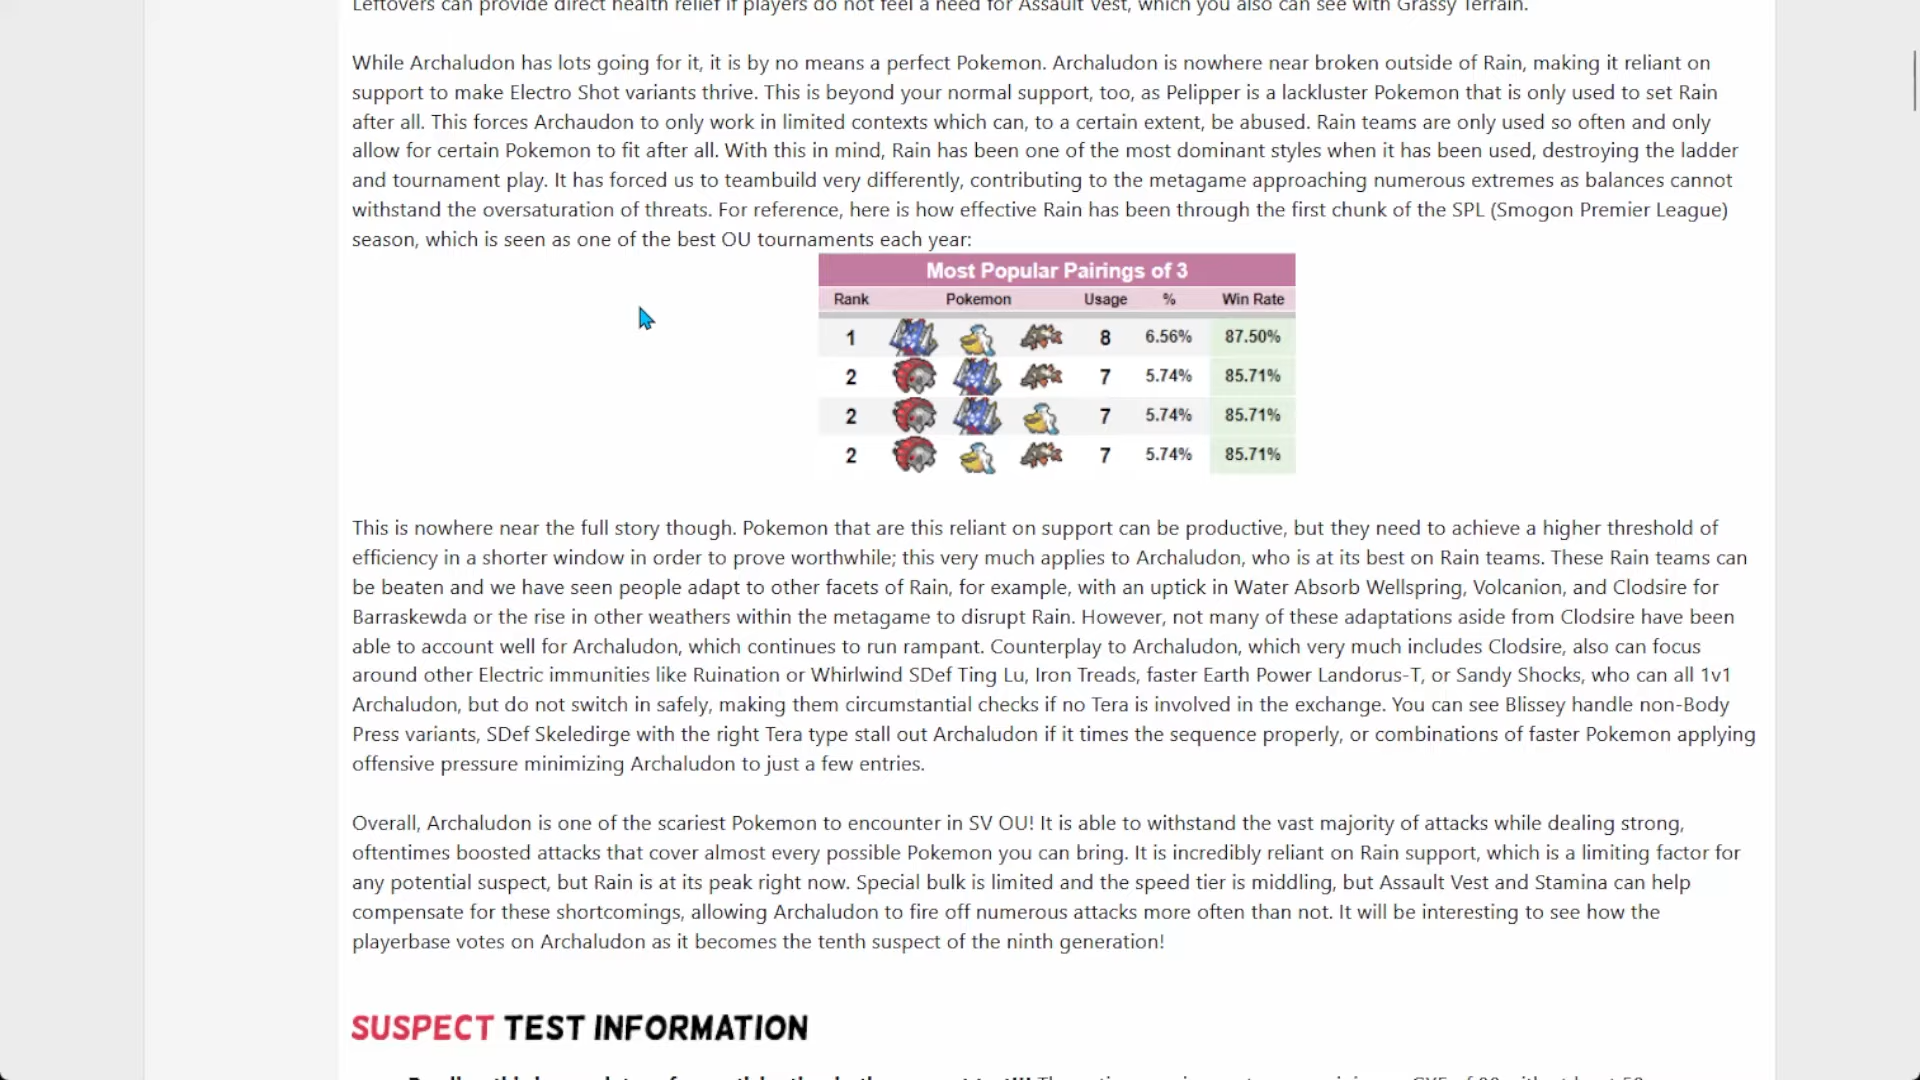 Leftovers can provide direct health relief if players do not feel a need for Assault Vest, which you also can see with Grassy Terrain.
While Archaludon has lots going for it, it is by no means a perfect Pokemon. Archaludon is nowhere near broken outside of Rain, making it reliant on
support to make Electro Shot variants thrive. This is beyond your normal support, too, as Pelipper is a lackluster Pokemon that is only used to set Rain
after all. This forces Archaudon to only work in limited contexts which can, to a certain extent, be abused. Rain teams are only used so often and only
allow for certain Pokemon to fit after all. With this in mind, Rain has been one of the most dominant styles when it has been used, destroying the ladder
and tournament play. It has forced us to teambuild very differently, contributing to the metagame approaching numerous extremes as balances cannot
withstand the oversaturation of threats. For reference, here is how effective Rain has been through the first chunk of the SPL (Smogon Premier League)
season, which is seen as one of the best OU tournaments each year:
Most Popular Pairings of 3
Rank Pokemon Usage % Win Rate
1 8 6.56% 87.50%
2 7 5.74% 85.71%
2 7 5.74% 85.71%
2 7 5.74% 85.71%
This is nowhere near the full story though. Pokemon that are this reliant on support can be productive, but they need to achieve a higher threshold of
efficiency in a shorter window in order to prove worthwhile; this very much applies to Archaludon, who is at its best on Rain teams. These Rain teams can
be beaten and we have seen people adapt to other facets of Rain, for example, with an uptick in Water Absorb Wellspring, Volcanion, and Clodsire for
Barraskewda or the rise in other weathers within the metagame to disrupt Rain. However, not many of these adaptations aside from Clodsire have been
able to account well for Archaludon, which continues to run rampant. Counterplay to Archaludon, which very much includes Clodsire, also can focus
around other Electric immunities like Ruination or Whirlwind SDef Ting Lu, Iron Treads, faster Earth Power Landorus-T, or Sandy Shocks, who can all 1v1
Archaludon, but do not switch in safely, making them circumstantial checks if no Tera is involved in the exchange. You can see Blissey handle non-Body
Press variants, SDef Skeledirge with the right Tera type stall out Archaludon if it times the sequence properly, or combinations of faster Pokemon applying
offensive pressure minimizing Archaludon to just a few entries.
Overall, Archaludon is one of the scariest Pokemon to encounter in SV OU! It is able to withstand the vast majority of attacks while dealing strong,
oftentimes boosted attacks that cover almost every possible Pokemon you can bring. It is incredibly reliant on Rain support, which is a limiting factor for
any potential suspect, but Rain is at its peak right now. Special bulk is limited and the speed tier is middling, but Assault Vest and Stamina can help
compensate for these shortcomings, allowing Archaludon to fire off numerous attacks more often than not. It will be interesting to see how the
playerbase votes on Archaludon as it becomes the tenth suspect of the ninth generation!
SUSPECT TEST INFORMATION